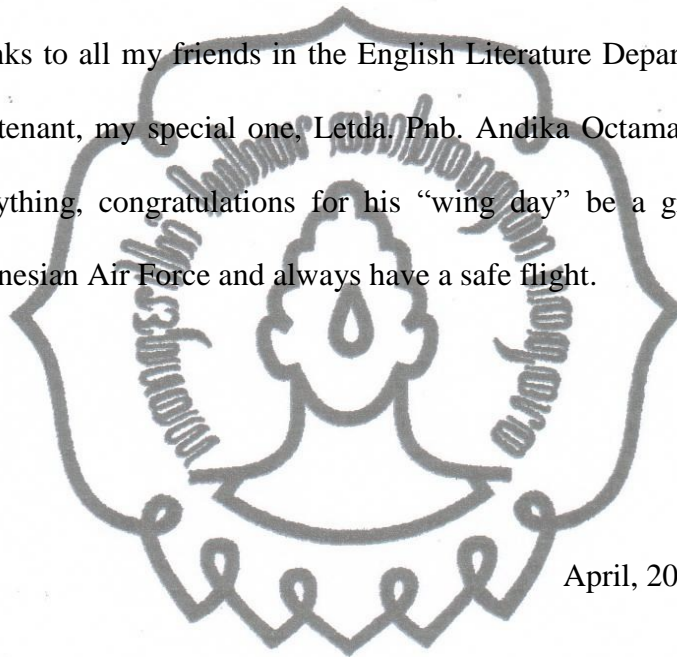 nks to all my friends in the English Literature Depar
tenant, my special one, Letda. Pnb. Andika Octama
ything, congratulations for his “wing day” be a g
nesian Air Force and always have a safe flight.
April, 20